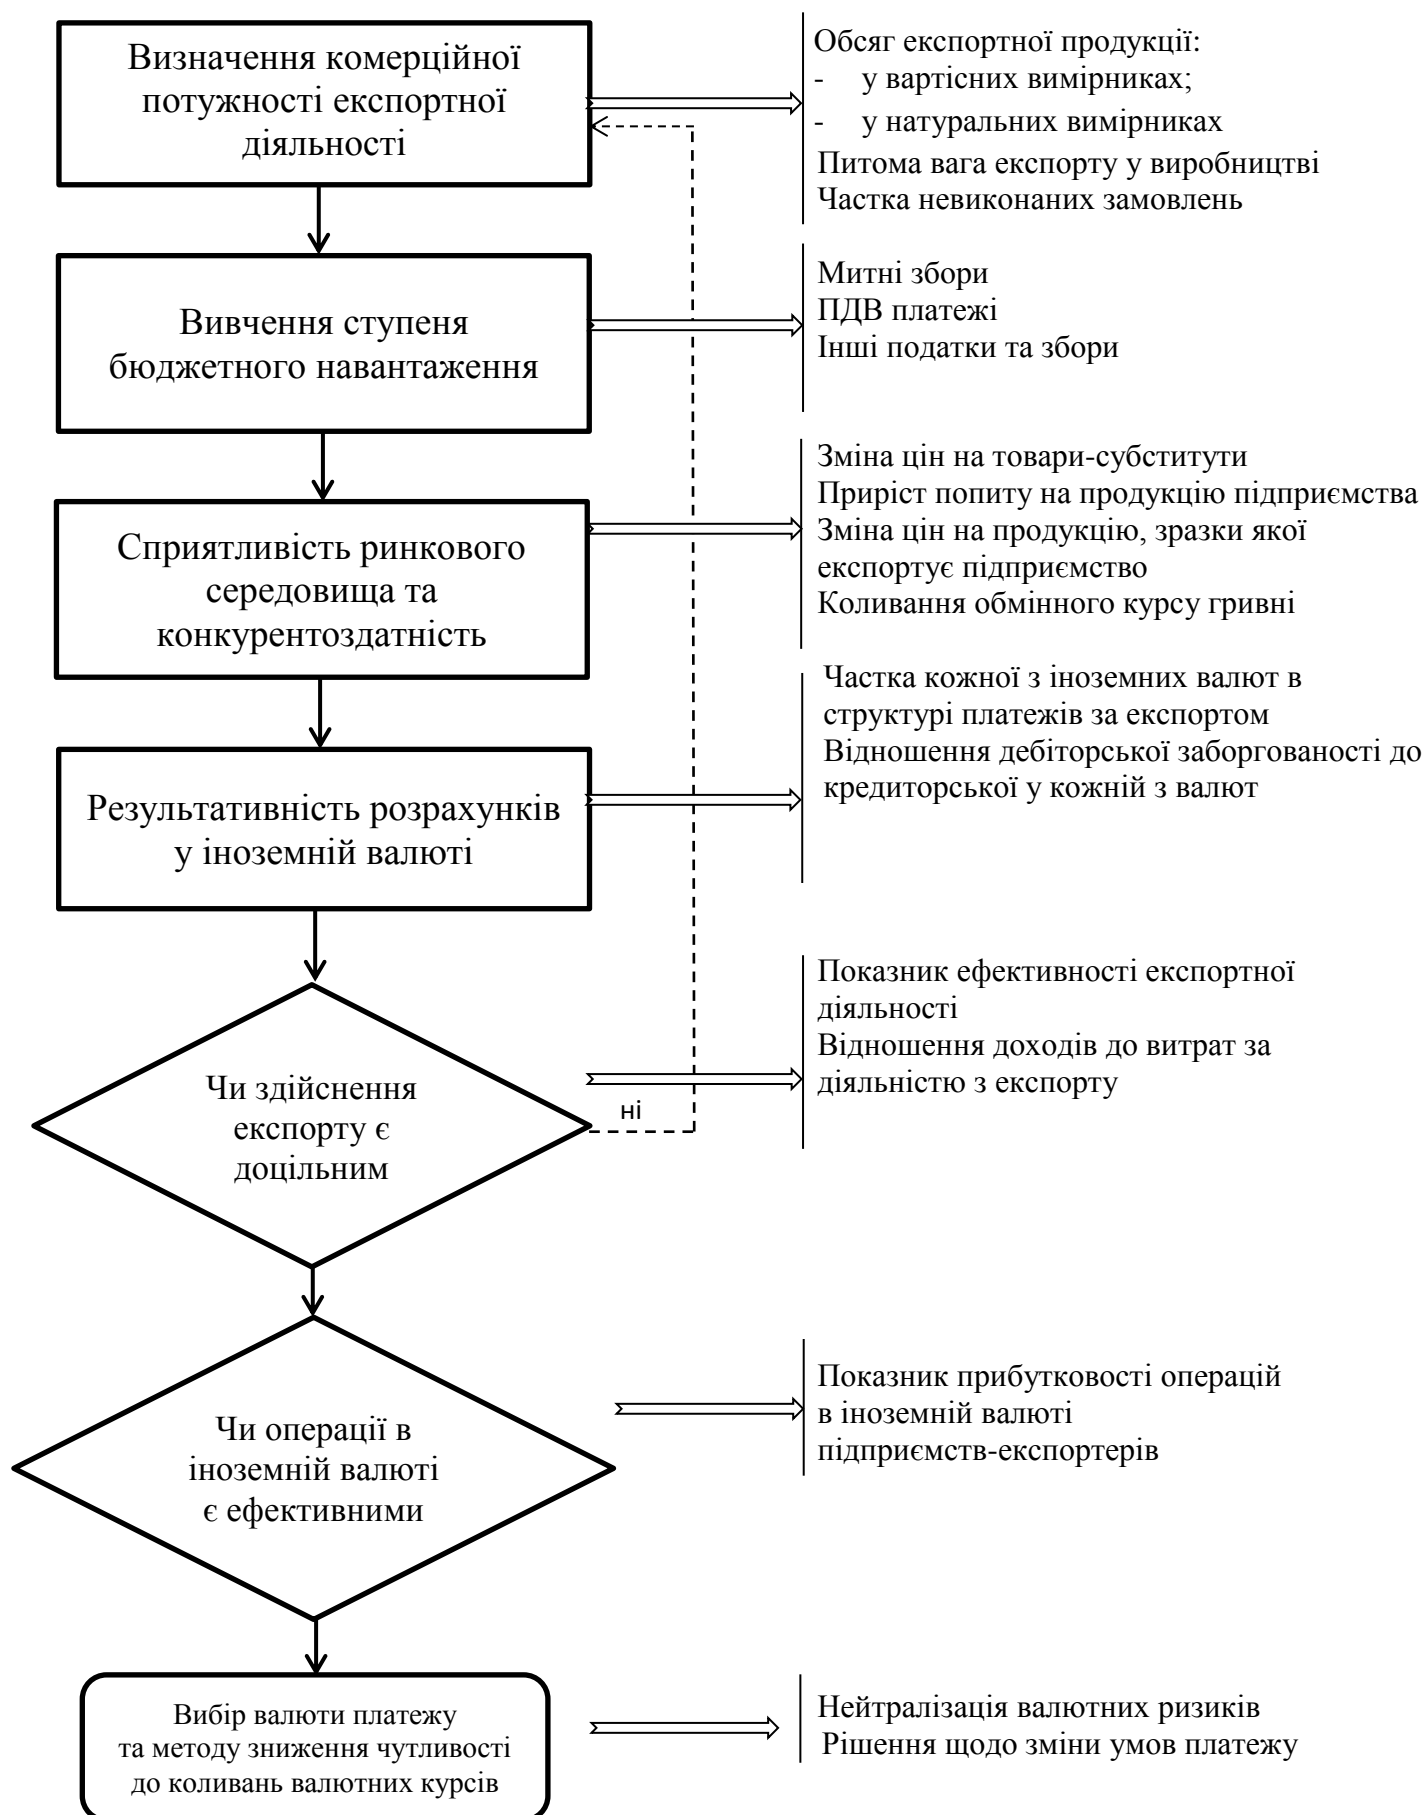 Визначення комерційної
потужності експортної
діяльності
Обсяг експортної продукції:
- у вартісних вимірниках;
- у натуральних вимірниках
Питома вага експорту у виробництві
Частка невиконаних замовлень
Вивчення ступеня
бюджетного навантаження
Митні збори
ПДВ платежі
Інші податки та збори
Сприятливість ринкового
середовища та
конкурентоздатність
Зміна цін на товари-субститути
Приріст попиту на продукцію підприємства
Зміна цін на продукцію, зразки якої
експортує підприємство
Коливання обмінного курсу гривні
Результативність розрахунків
у іноземній валюті
Частка кожної з іноземних валют в
структурі платежів за експортом
Відношення дебіторської заборгованості до
кредиторської у кожній з валют
Чи здійснення
експорту є
доцільним
ні
Показник ефективності експортної
діяльності
Відношення доходів до витрат за
діяльністю з експорту
Чи операції в
іноземній валюті
є ефективними
Показник прибутковості операцій
в іноземній валюті
підприємств-експортерів
Вибір валюти платежу
та методу зниження чутливості
до коливань валютних курсів
Нейтралізація валютних ризиків
Рішення щодо зміни умов платежу